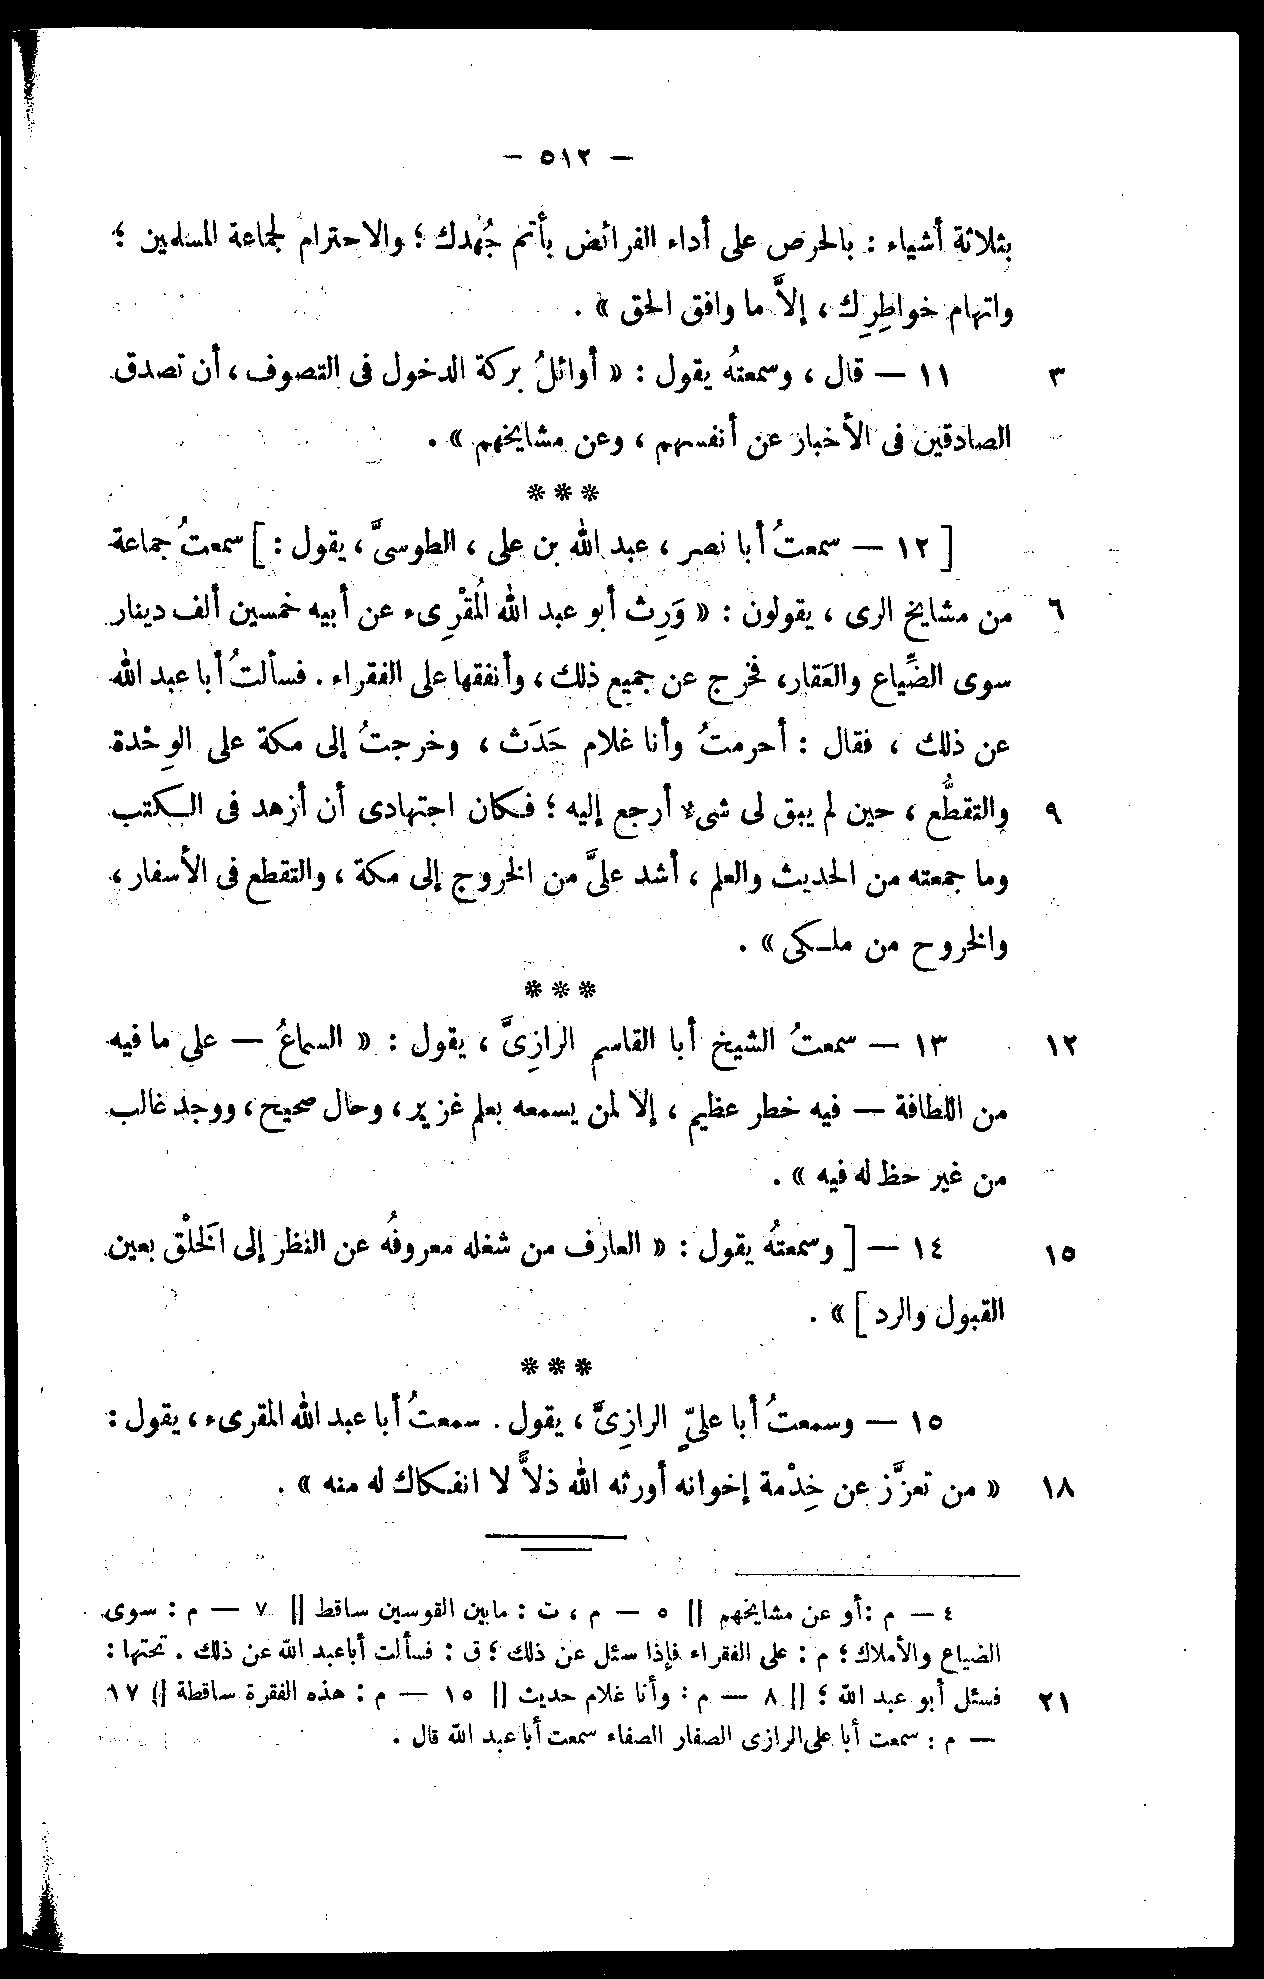 — ٥١٢ —
بثلاثة أشياء : بالحرص على أداء الفرائض بأتم جُهدك ؛ والاحترام لجماعة المسلمين ؛
واتهام خواطِرِك ، إلاَّ ما وافق الحق » .
٣ ١١ — قال ، وسمعتُه يقول : « أوائلُ بركة الدخول فى التصوف ، أن تصدق
الصادقين فى الأخبار عن أنفسهم ، وعن مشايخهم » .
***
[ ١٢ — سمعتُ أبا نصر ، عبد الله بن على ، الطوسىَّ ، يقول : ] سمعتُ جماعة
٦ من مشايخ الرى ، يقولون : « وَرِث أبو عبد الله المُقْرِىء عن أبيه خمسين ألف دينار
سوى الضِّياع والعَقار، فخرج عن جميع ذلك ، وأنفقها على الفقراء . فسألتُ أبا عبد الله
عن ذلك ، فقال : أحرمتُ وأنا غلام حَدَث ، وخرجتُ إلى مكة على الوِحْدة
٩ والتقطُّع ، حين لم يبق لى شىء أرجع إليه ؛ فكان اجتهادى أن أزهد فى الكتب
وما جمعته من الحديث والعلم ، أشد علىَّ من الخروج إلى مكة ، والتقطع فى الأسفار ،
والخروح من ملكى » .
***
١٢ ١٣ — سمعتُ الشيخ أبا القاسم الرازِىَّ ، يقول : « السماعُ — على ما فيه
من اللطافة — فيه خطر عظيم ، إلا لمن يسمعه بعلم غزير ، وحال صحيح ، ووجد غالب
من غير حظ له فيه » .
١٥ ١٤ — [ وسمعتُه يقول : « العارف من شغله معروفُه عن النظر إلى الخَلْق بعين
القبول والرد ] » .
***
١٥ — وسمعتُ أبا علىٍّ الرازِىَّ ، يقول . سمعتُ أبا عبد الله المقرىء ، يقول :
١٨ « من تعزَّز عن خِدْمة إخوانه أورثه الله ذلاًّ لا انفكاك له منه » .
٤ — م : أو عن مشايخهم || ٥ — م ، ت : مابين القوسين ساقط || ٧ — م : سوى
الضياع والأملاك ؛ م : على الفقراء فإذا سئل عن ذلك ؛ ق : فسألت أباعبد الله عن ذلك . تحتها :
٢١ فسئل أبو عبد الله ؛ || ٨ — م : وأنا غلام حديث || ١٥ — م : هذه الفقرة ساقطة || ١٧
— م : سمعت أبا على الرازى الصفار الصفاء سمعت أبا عبد الله قال .